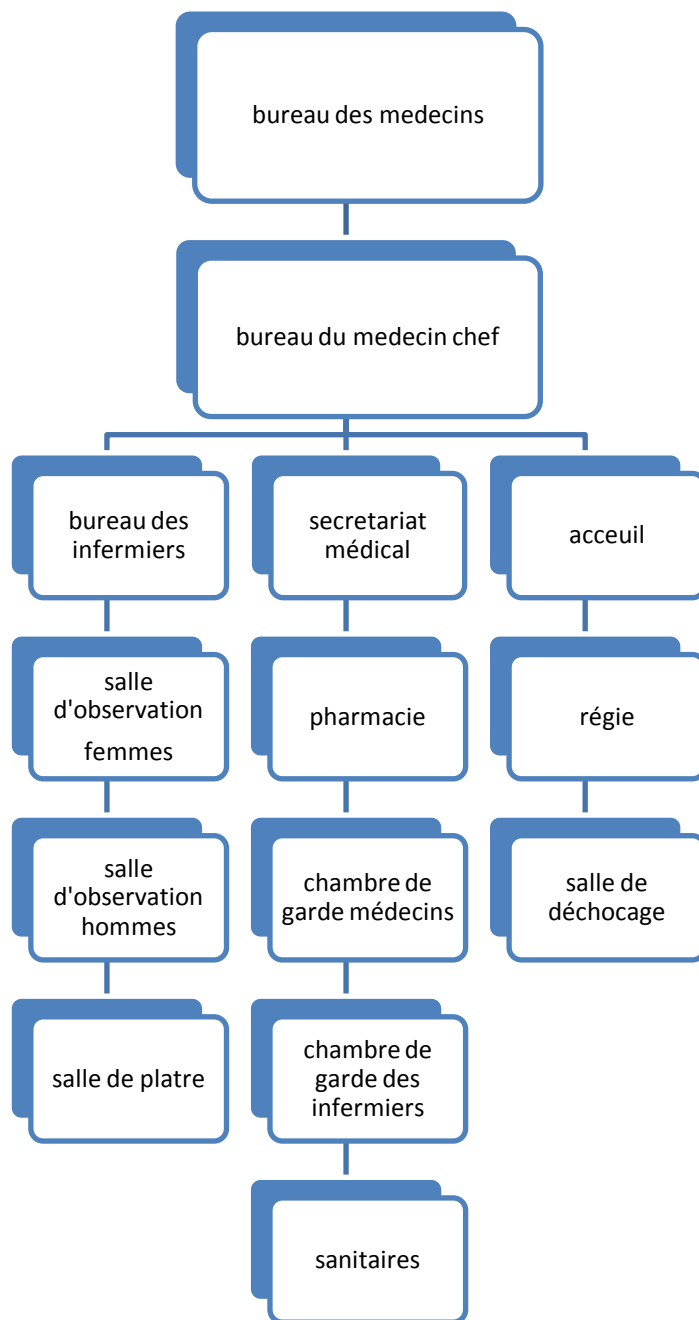 bureau des medecins
bureau du medecin chef
bureau des
infermiers
secretariat
médical
acceuil
salle
d'observation
femmes
pharmacie
régie
salle
d'observation
hommes
chambre de
garde médecins
salle de
déchocage
salle de platre
chambre de
garde des
infermiers
sanitaires